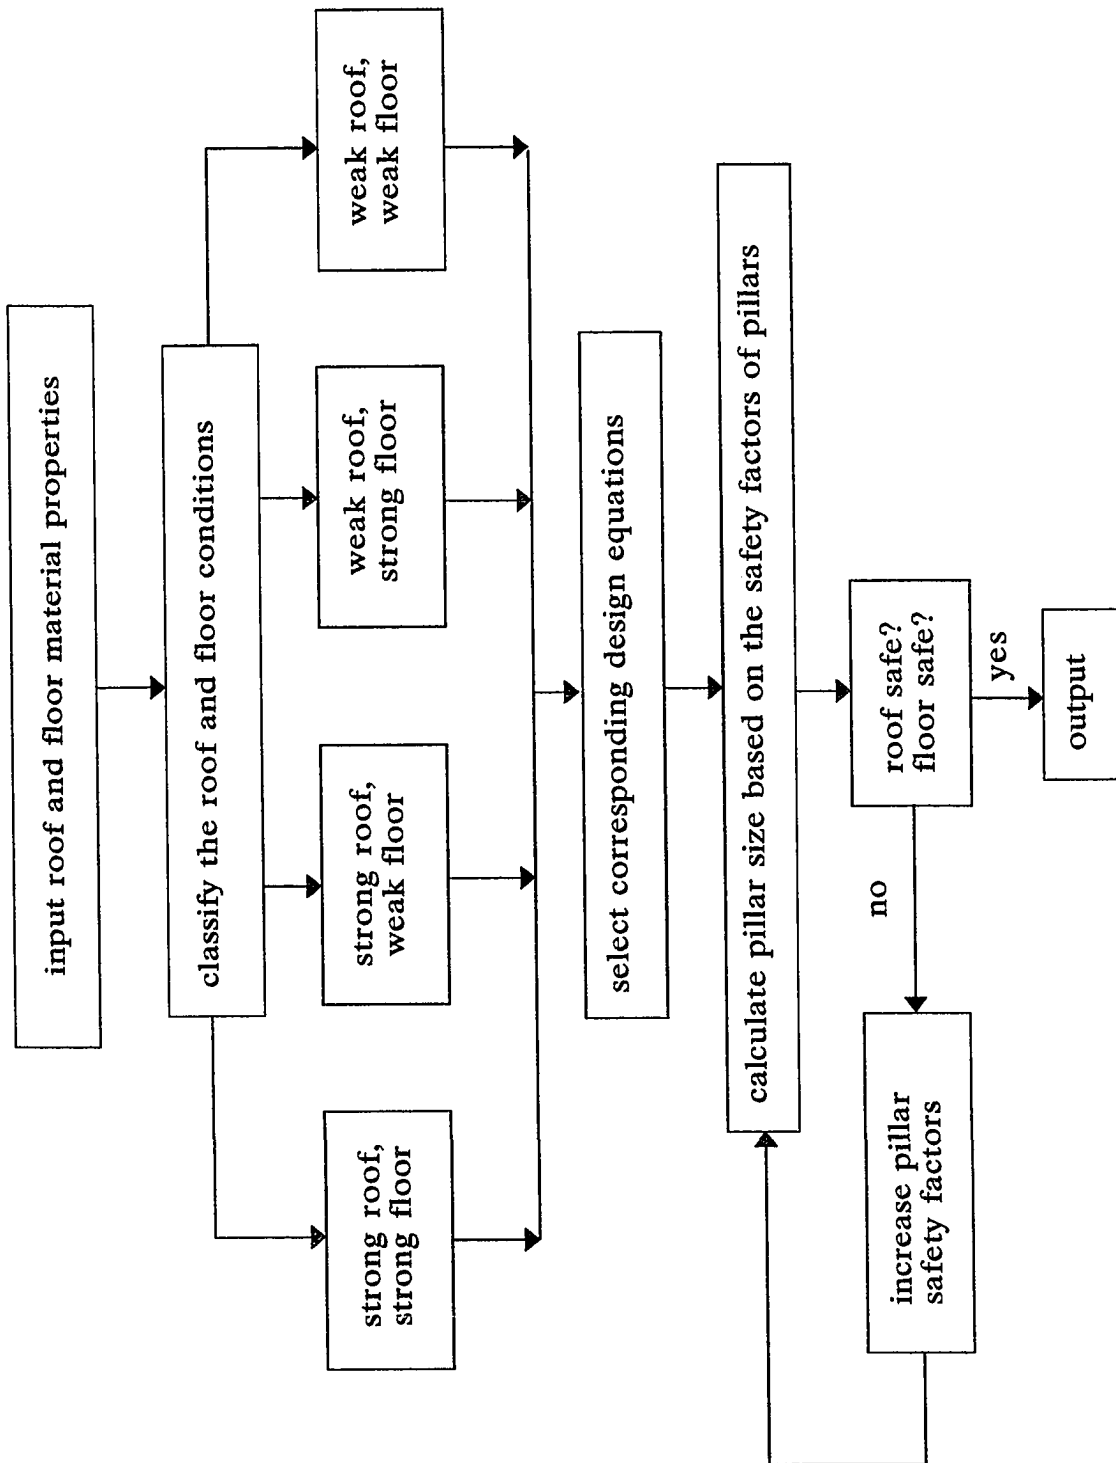 input roof and floor material properties
classify the roof and floor conditions
strong roof,
strong floor
strong roof,
weak floor
weak roof,
strong floor
weak roof,
weak floor
select corresponding design equations
calculate pillar size based on the safety factors of pillars
increase pillar
safety factors
no
roof safe?
floor safe?
yes
output